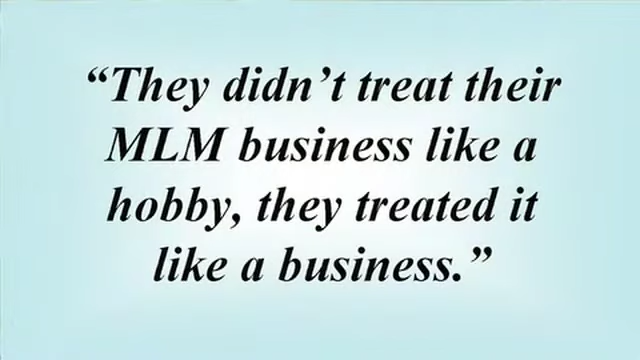 “They didn’t treat their
MLM business like a
hobby, they treated it
like a business.”